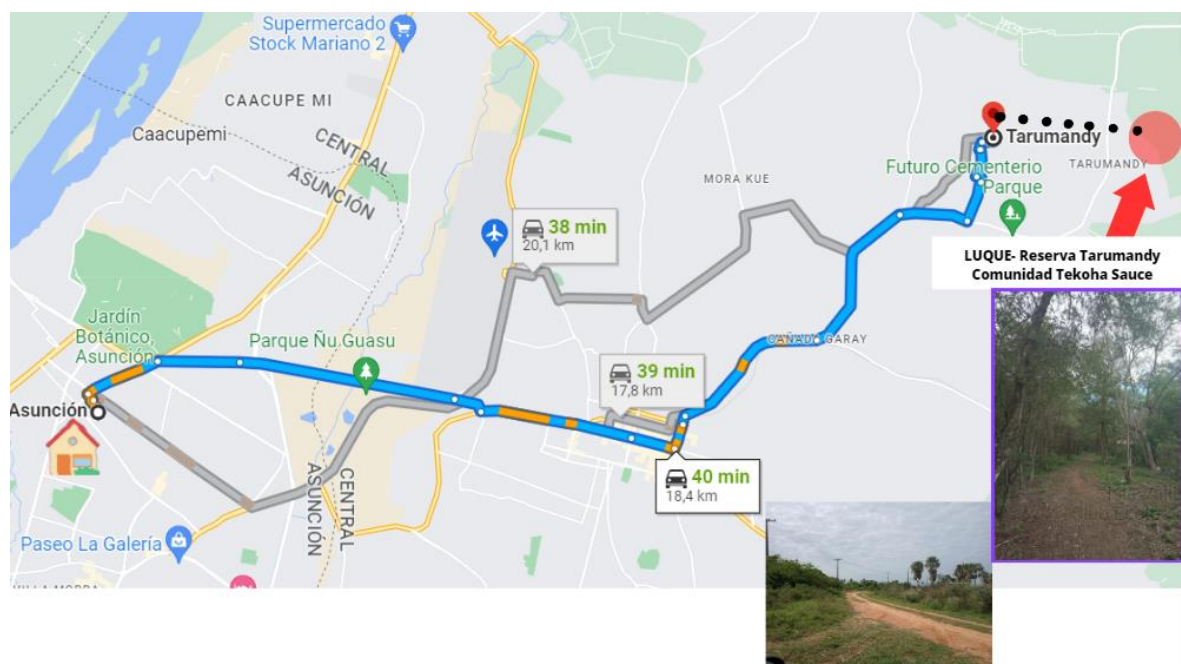 Supermercado
Stock Mariano 2
CAACUPE MI
Caacupemi
CENTRAL
ASUNCIÓN
Tarumandy
TARUMANDY
Futuro Cementerio
Parque
MORA KUE
38 min
20,1 km
LUQUE- Reserva Tarumandy
Comunidad Tekoha Sauce
Jardín
Botánico,
Asunción
Parque Ñu Guasu
CAÑADA GARAY
39 min
17,8 km
Asunción
40 min
18,4 km
ASUNCIÓN
CENTRAL
Paseo La Galería